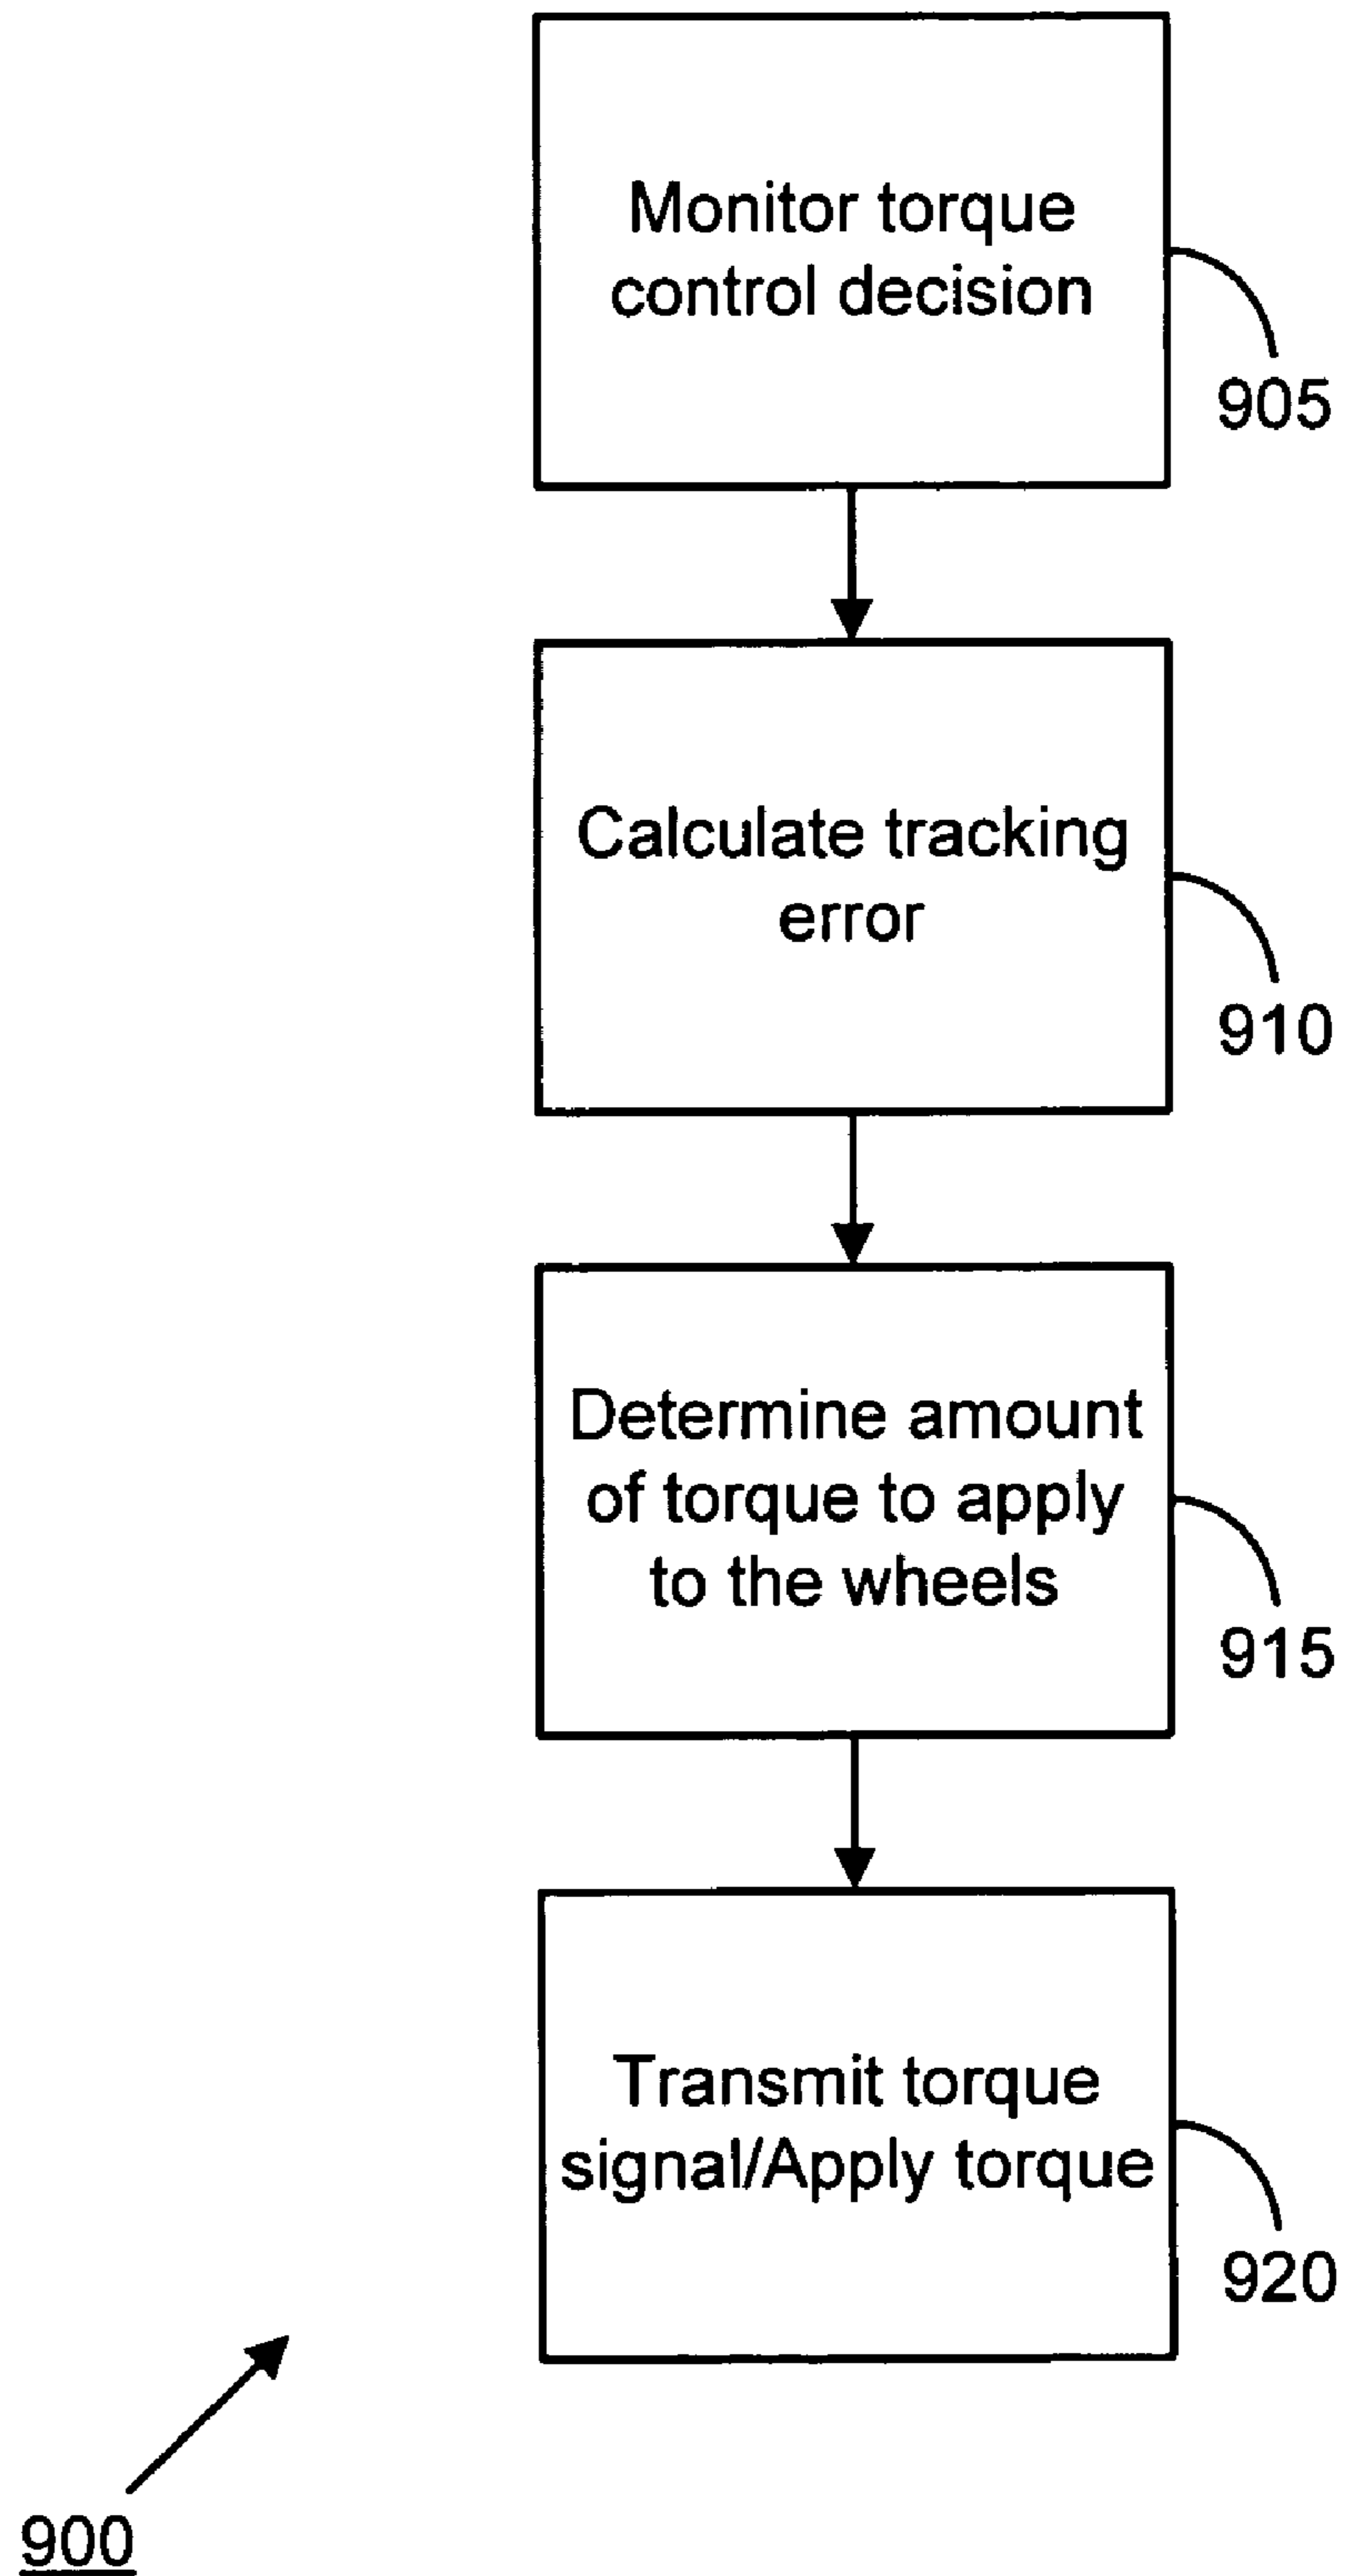 Monitor torque
control decision
905
Calculate tracking
error
910
Determine amount
of torque to apply
to the wheels
915
Transmit torque
signal/Apply torque
920
900